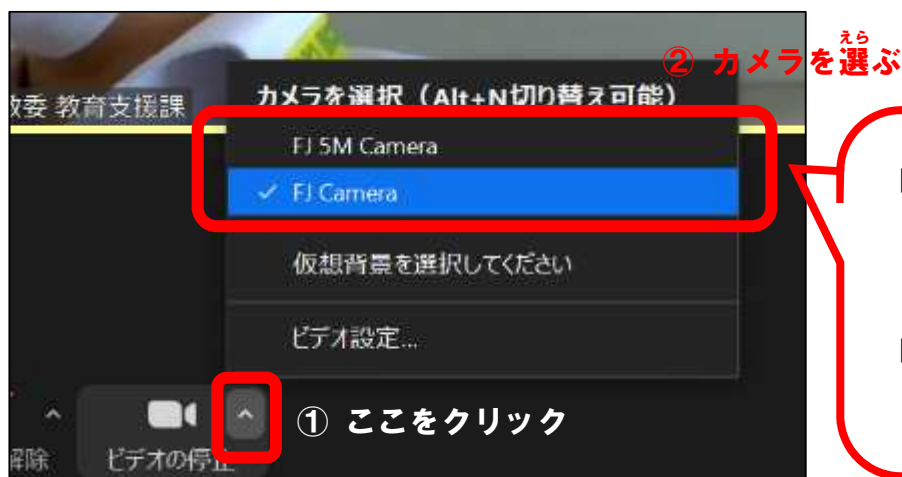 えら
② カメラを選ぶ
教委 教育支援課
カメラを選択（Alt+N切り替え可能）
FJ 5M Camera
✓ FJ Camera
仮想背景を選択してください
ビデオ設定...
① ここをクリック
解除
ビデオの停止